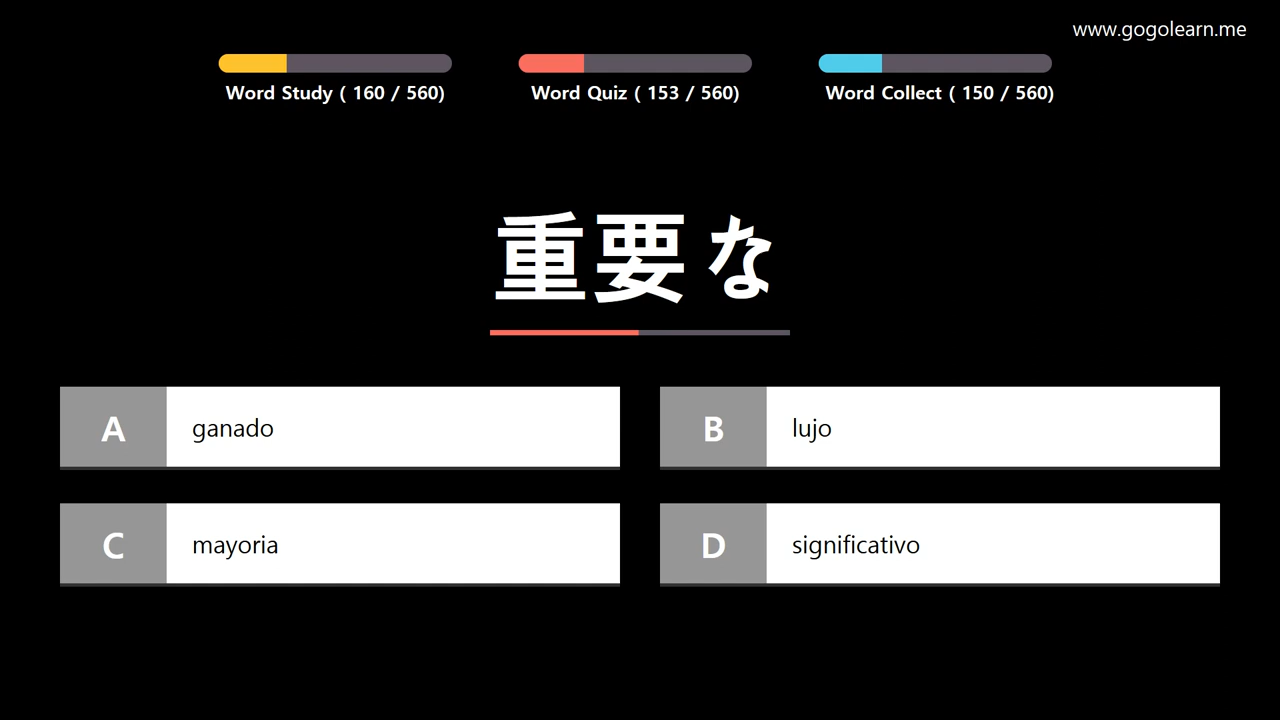 www.gogolearn.me
Word Study ( 160 / 560)
Word Quiz ( 153 / 560)
Word Collect ( 150 / 560)
重要な
A ganado
B lujo
C mayoria
D significativo